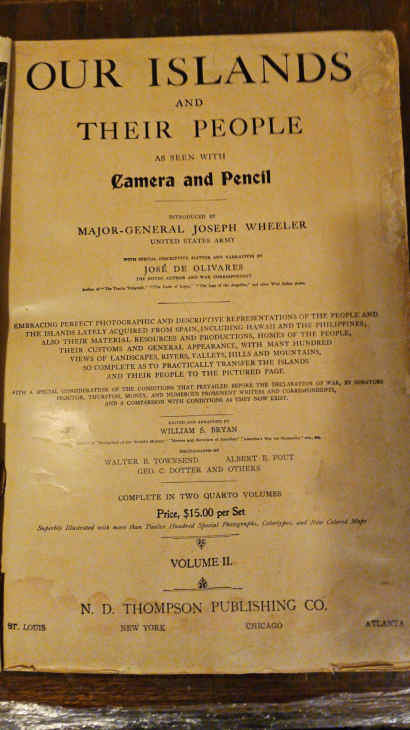 OUR ISLANDS
AND
THEIR PEOPLE
AS SEEN WITH
Camera and Pencil
INTRODUCED BY
MAJOR-GENERAL JOSEPH WHEELER
UNITED STATES ARMY
WITH SPECIAL DESCRIPTIVE MATTER AND NARRATIVES BY
JOSÉ DE OLIVARES
THE NOTED AUTHOR AND WAR CORRESPONDENT
EMBRACING PERFECT PHOTOGRAPHIC AND DESCRIPTIVE REPRESENTATIONS OF THE PEOPLE AND
THE ISLANDS LATELY ACQUIRED FROM SPAIN, INCLUDING HAWAII AND THE PHILIPPINES;
ALSO THEIR MATERIAL RESOURCES AND PRODUCTIONS, HOMES OF THE PEOPLE,
THEIR CUSTOMS AND GENERAL APPEARANCE, WITH MANY HUNDRED
VIEWS OF LANDSCAPES, RIVERS, VALLEYS, HILLS AND MOUNTAINS,
SO COMPLETE AS TO PRACTICALLY TRANSFER THE ISLANDS
AND THEIR PEOPLE TO THE PICTURED PAGE.
WITH A SPECIAL CONSIDERATION OF THE CONDITIONS THAT PREVAILED BEFORE THE DECLARATION OF WAR, BY SENATORS
PROCTOR, THURSTON, MONEY, AND NUMEROUS PROMINENT WRITERS AND CORRESPONDENTS,
AND A COMPARISON WITH CONDITIONS AS THEY NOW EXIST.
EDITED AND ARRANGED BY
WILLIAM S. BRYAN
PHOTOGRAPHS BY
WALTER B. TOWNSEND ALBERT E. FOUT
GEO. C. DOTTER AND OTHERS
COMPLETE IN TWO QUARTO VOLUMES
Price, $15.00 per Set
Superbly Illustrated with more than Twelve Hundred Special Photographs, Colortypes, and New Colored Maps
VOLUME II.
N. D. THOMPSON PUBLISHING CO.
ST. LOUIS NEW YORK CHICAGO ATLANTA